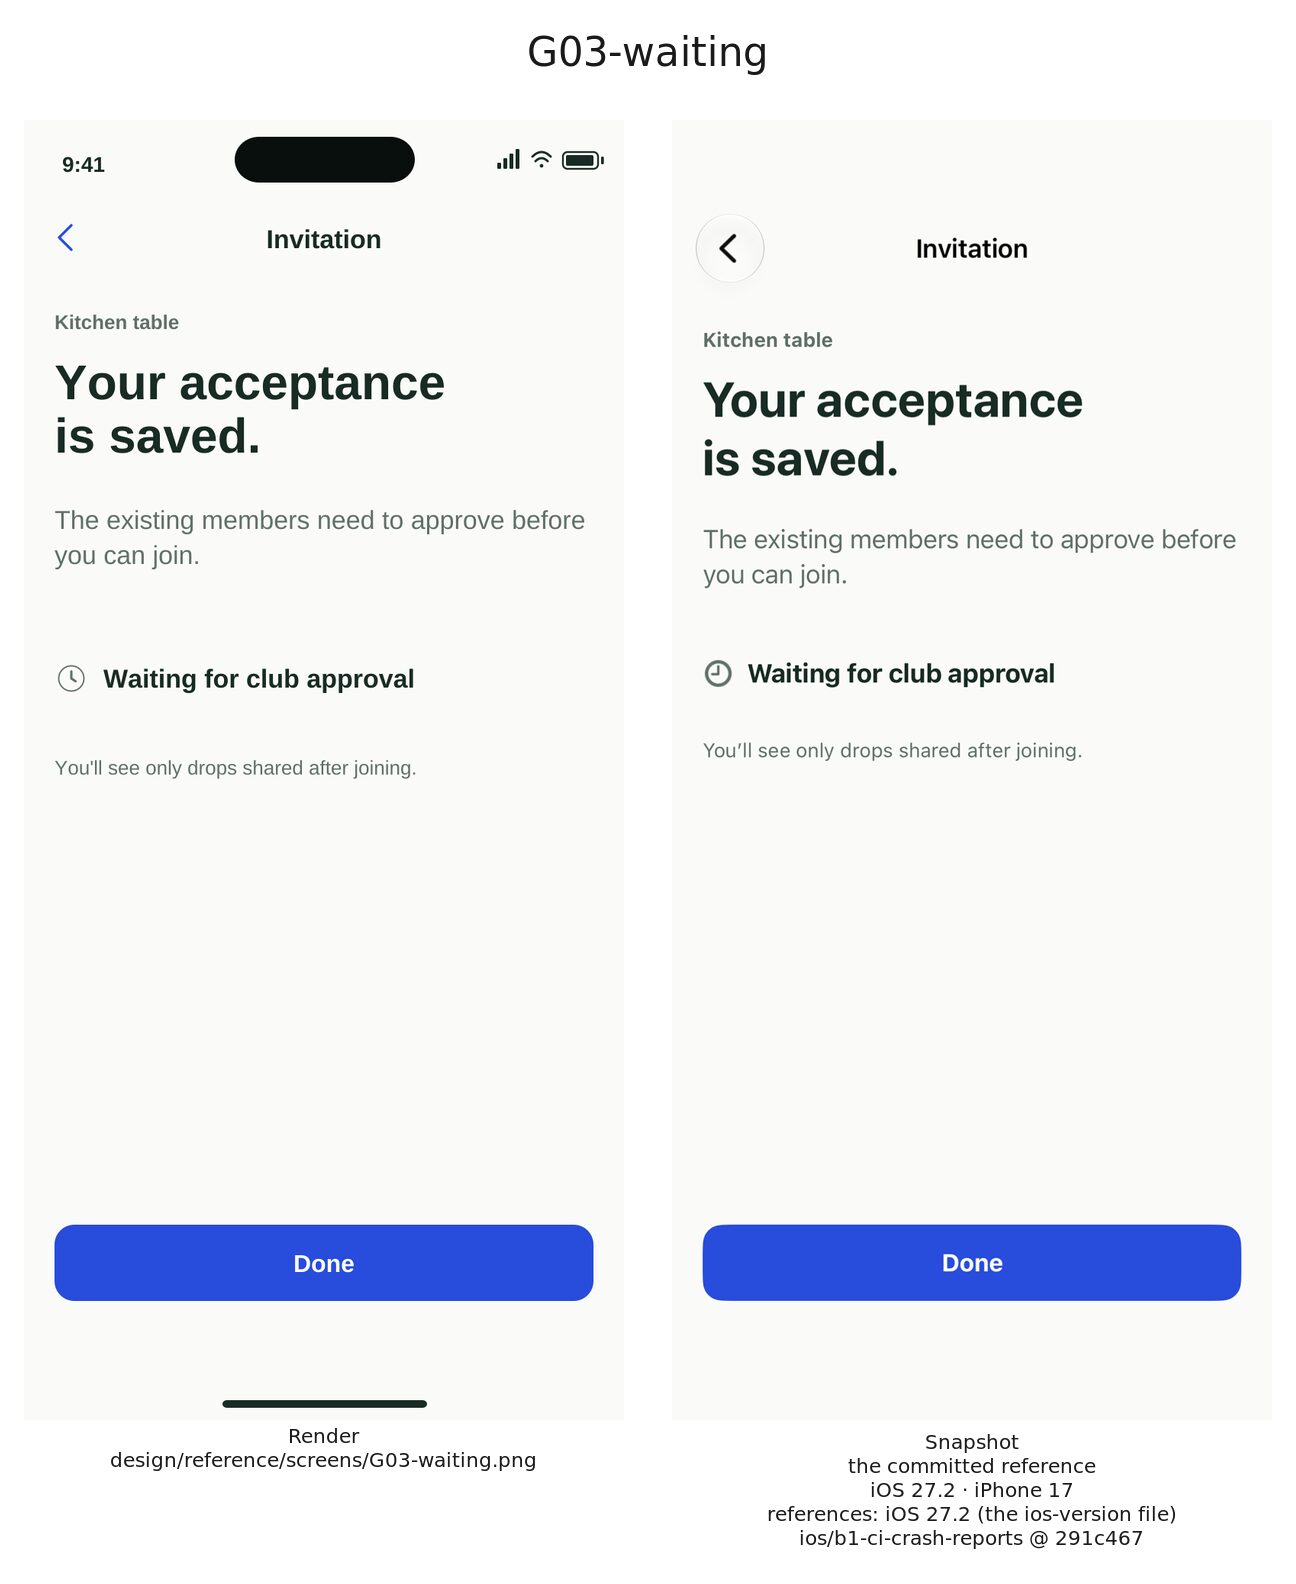 G03-waiting
9:41
Invitation
Kitchen table
Your acceptance
is saved.
The existing members need to approve before
you can join.
Waiting for club approval
You'll see only drops shared after joining.
Done
Render
design/reference/screens/G03-waiting.png
Invitation
Kitchen table
Your acceptance
is saved.
The existing members need to approve before
you can join.
Waiting for club approval
You’ll see only drops shared after joining.
Done
Snapshot
the committed reference
iOS 27.2 · iPhone 17
references: iOS 27.2 (the ios-version file)
ios/b1-ci-crash-reports @ 291c467